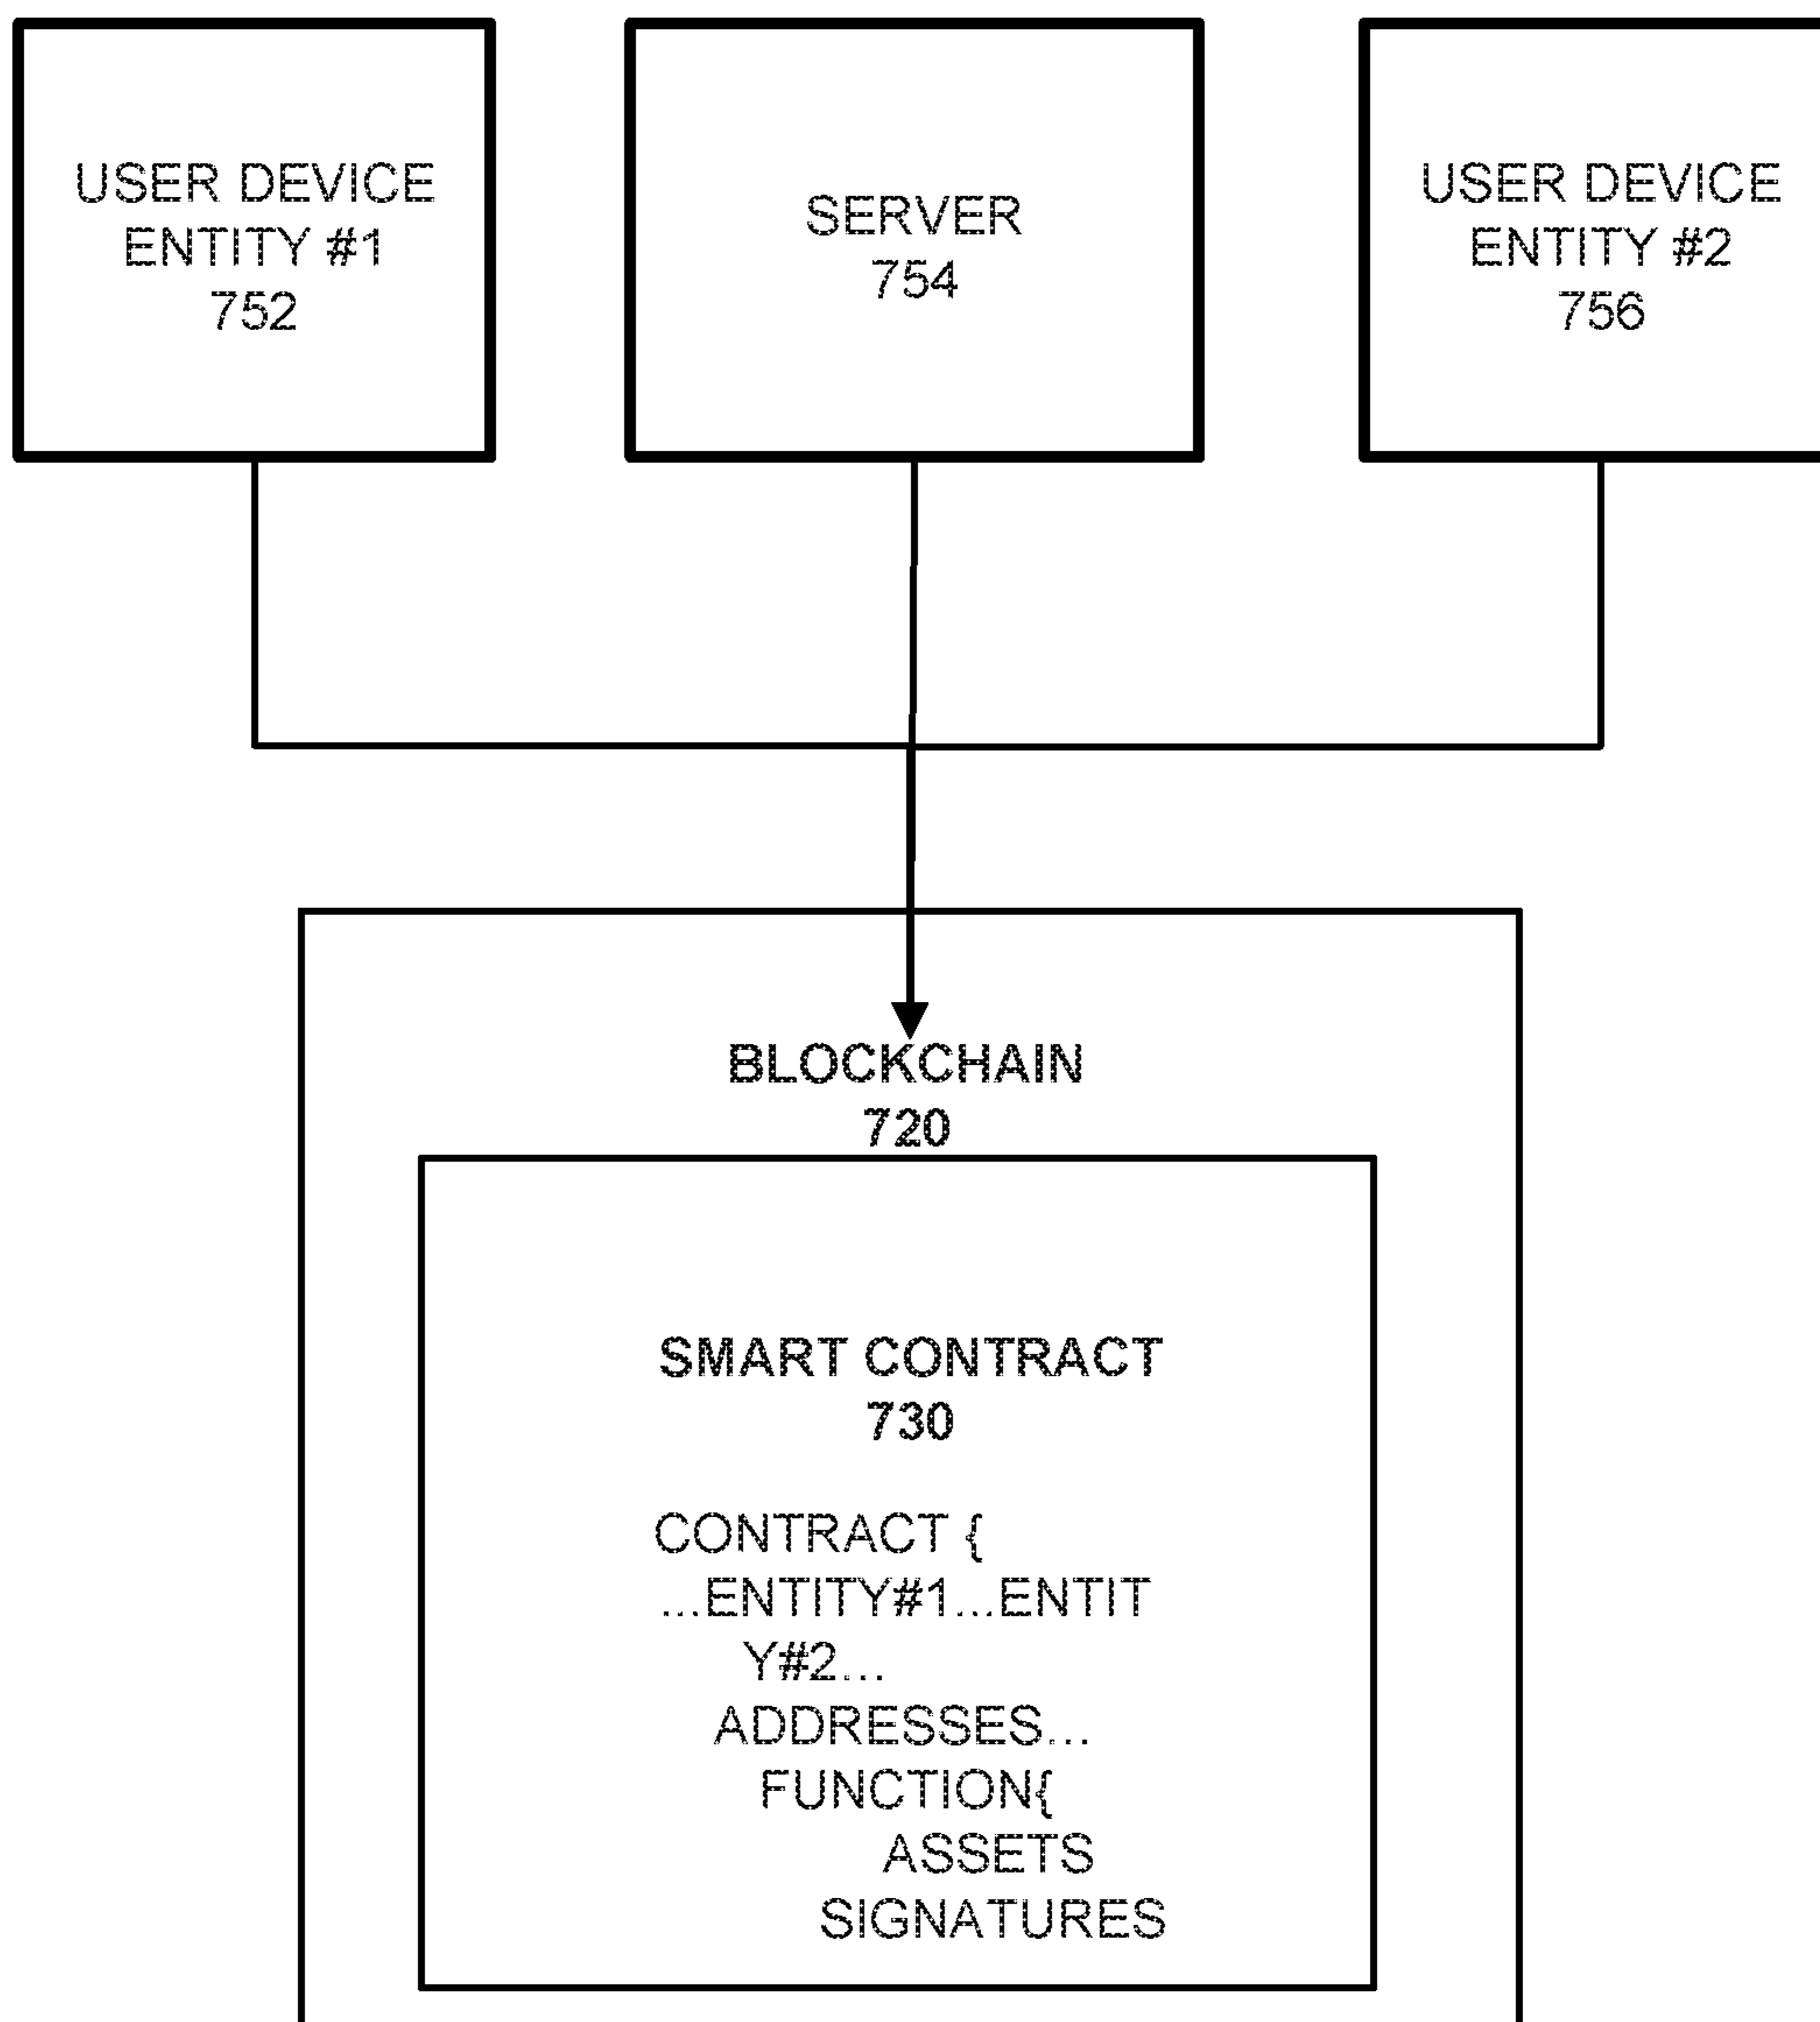 USER DEVICE
ENTITY #1
752
SERVER
754
USER DEVICE
ENTITY #2
756
BLOCKCHAIN
720
SMART CONTRACT
730
CONTRACT {
...ENTITY#1...ENTIT
Y#2...
ADDRESSES...
FUNCTION{
ASSETS
SIGNATURES